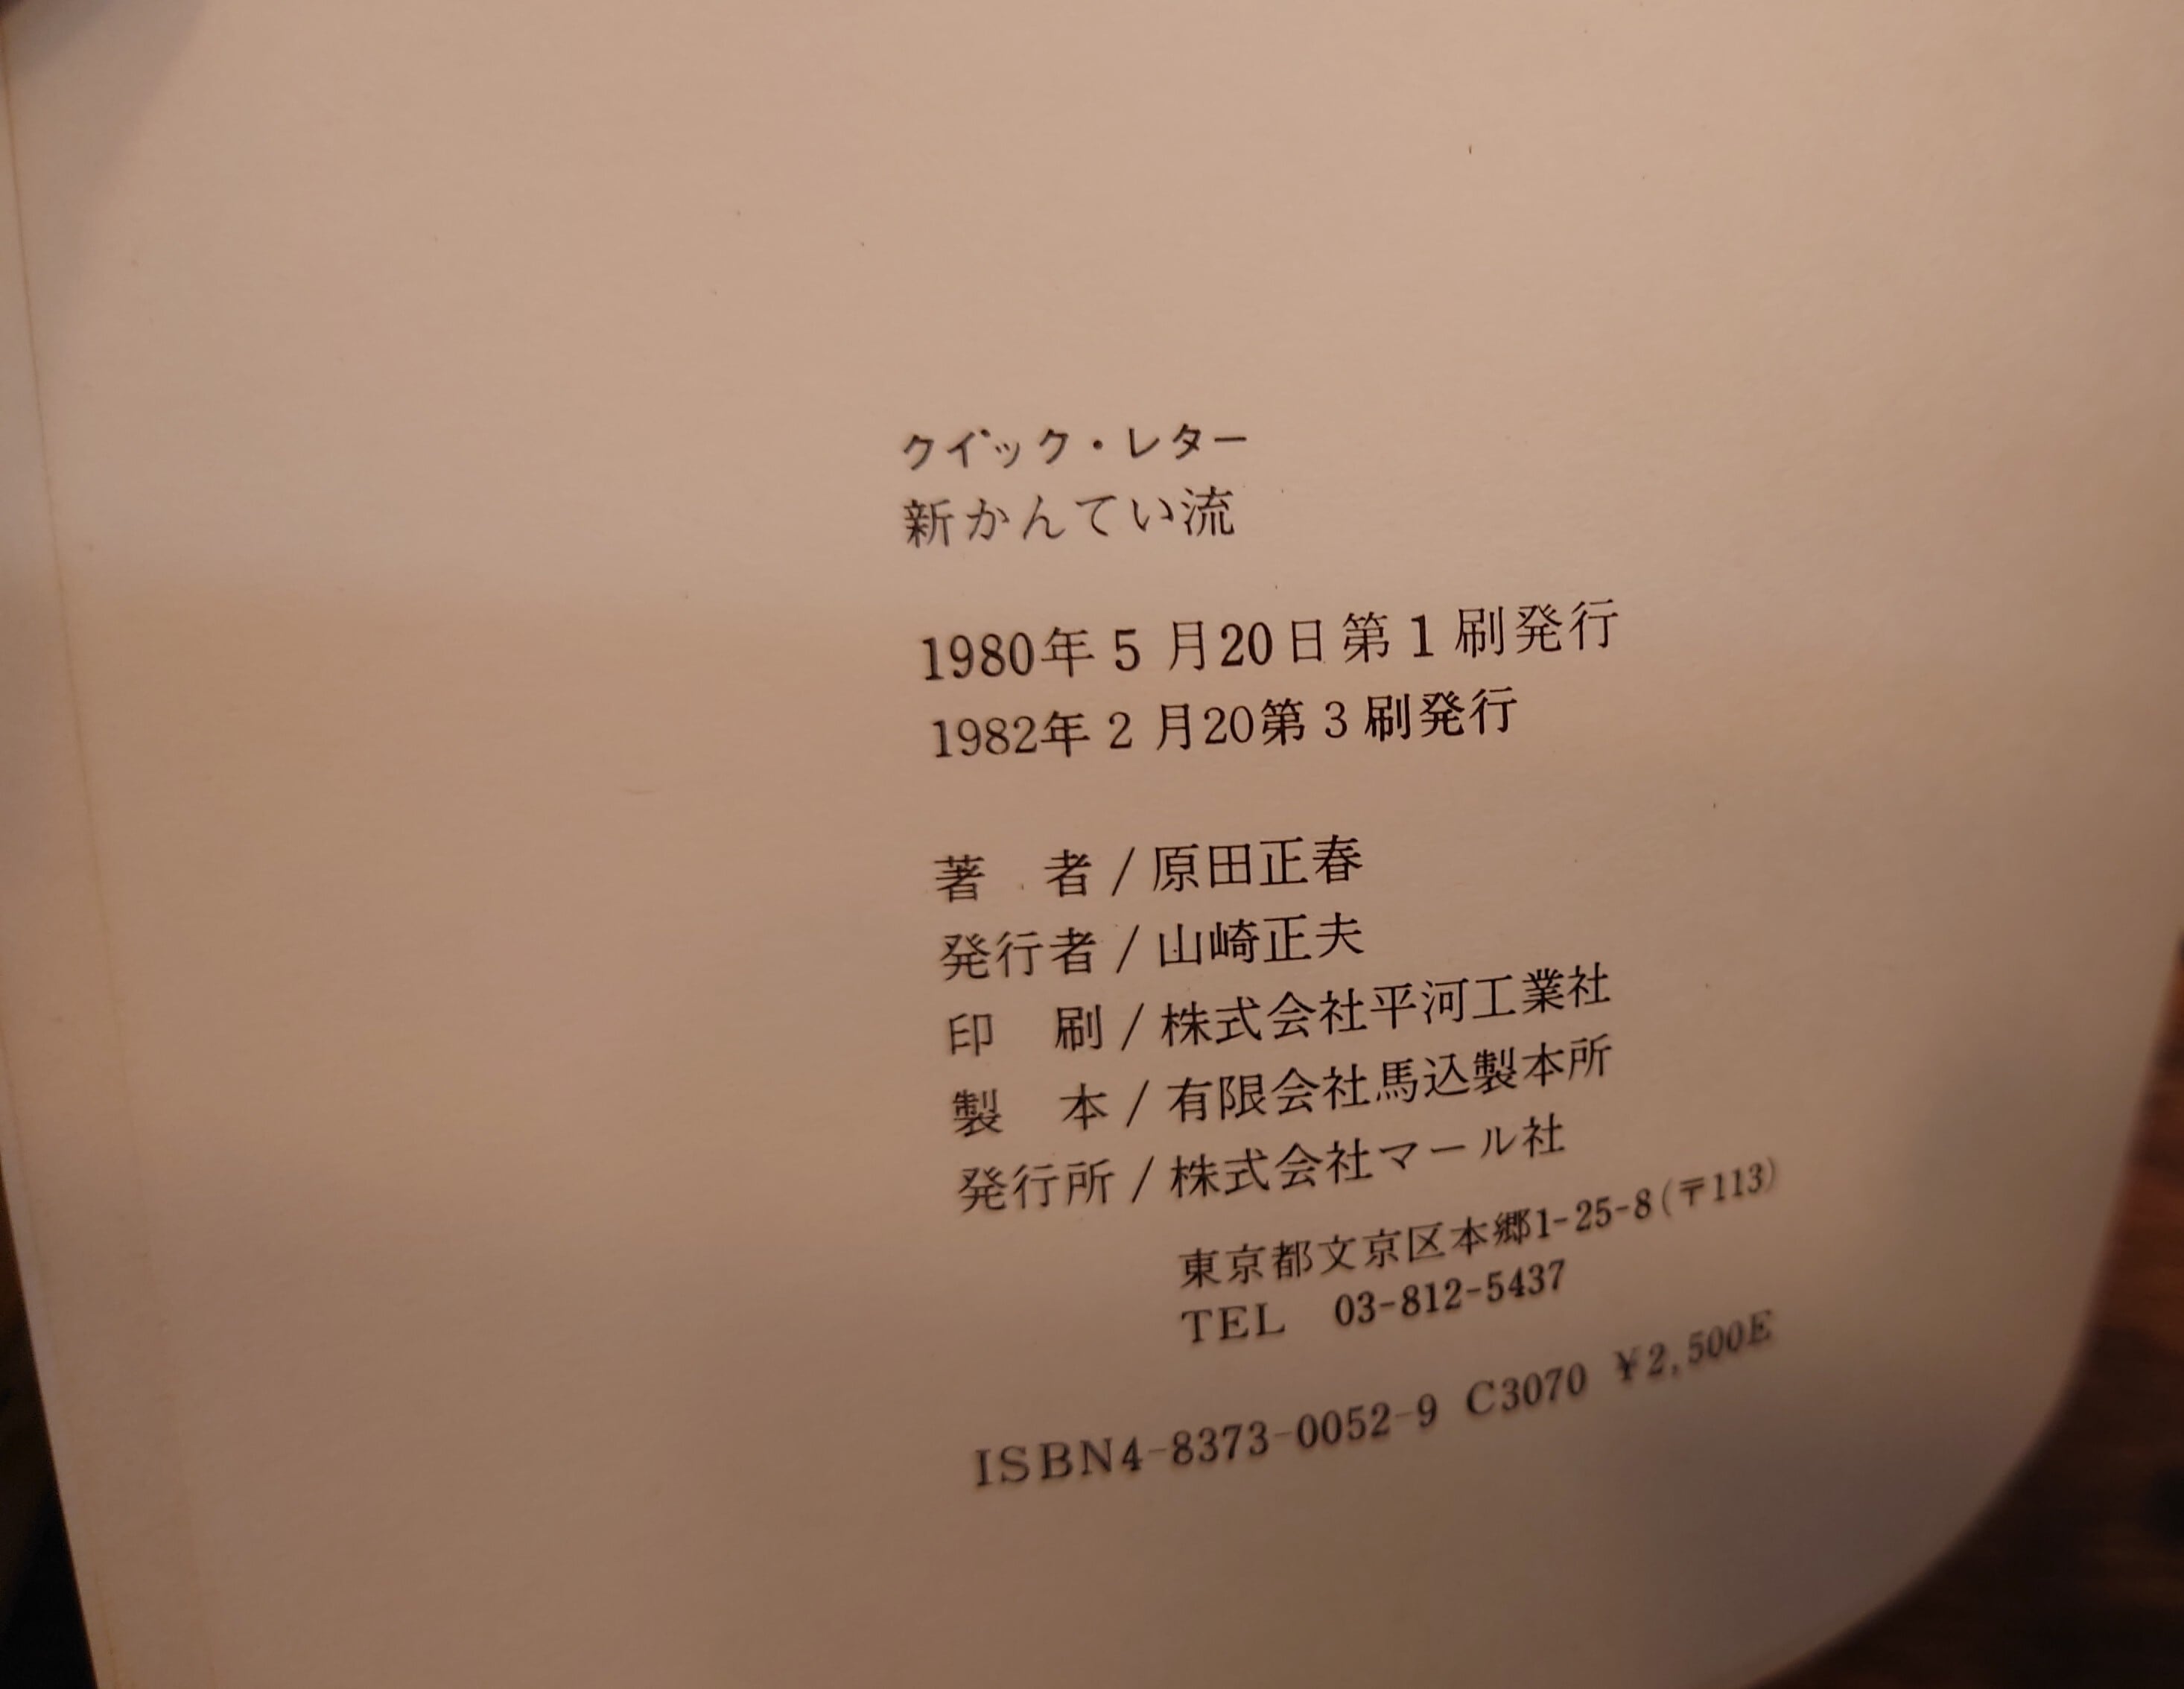 クイック・レター
新かんてい流
1980年5月20日第1刷発行
1982年2月20第3刷発行
著　者/原田正春
発行者/山崎正夫
印　刷/株式会社平河工業社
製　本/有限会社馬込製本所
発行所/株式会社マール社
東京都文京区本郷1-25-8(〒113)
TEL　03-812-5437
ISBN4-8373-0052-9 C3070 ¥2,500E